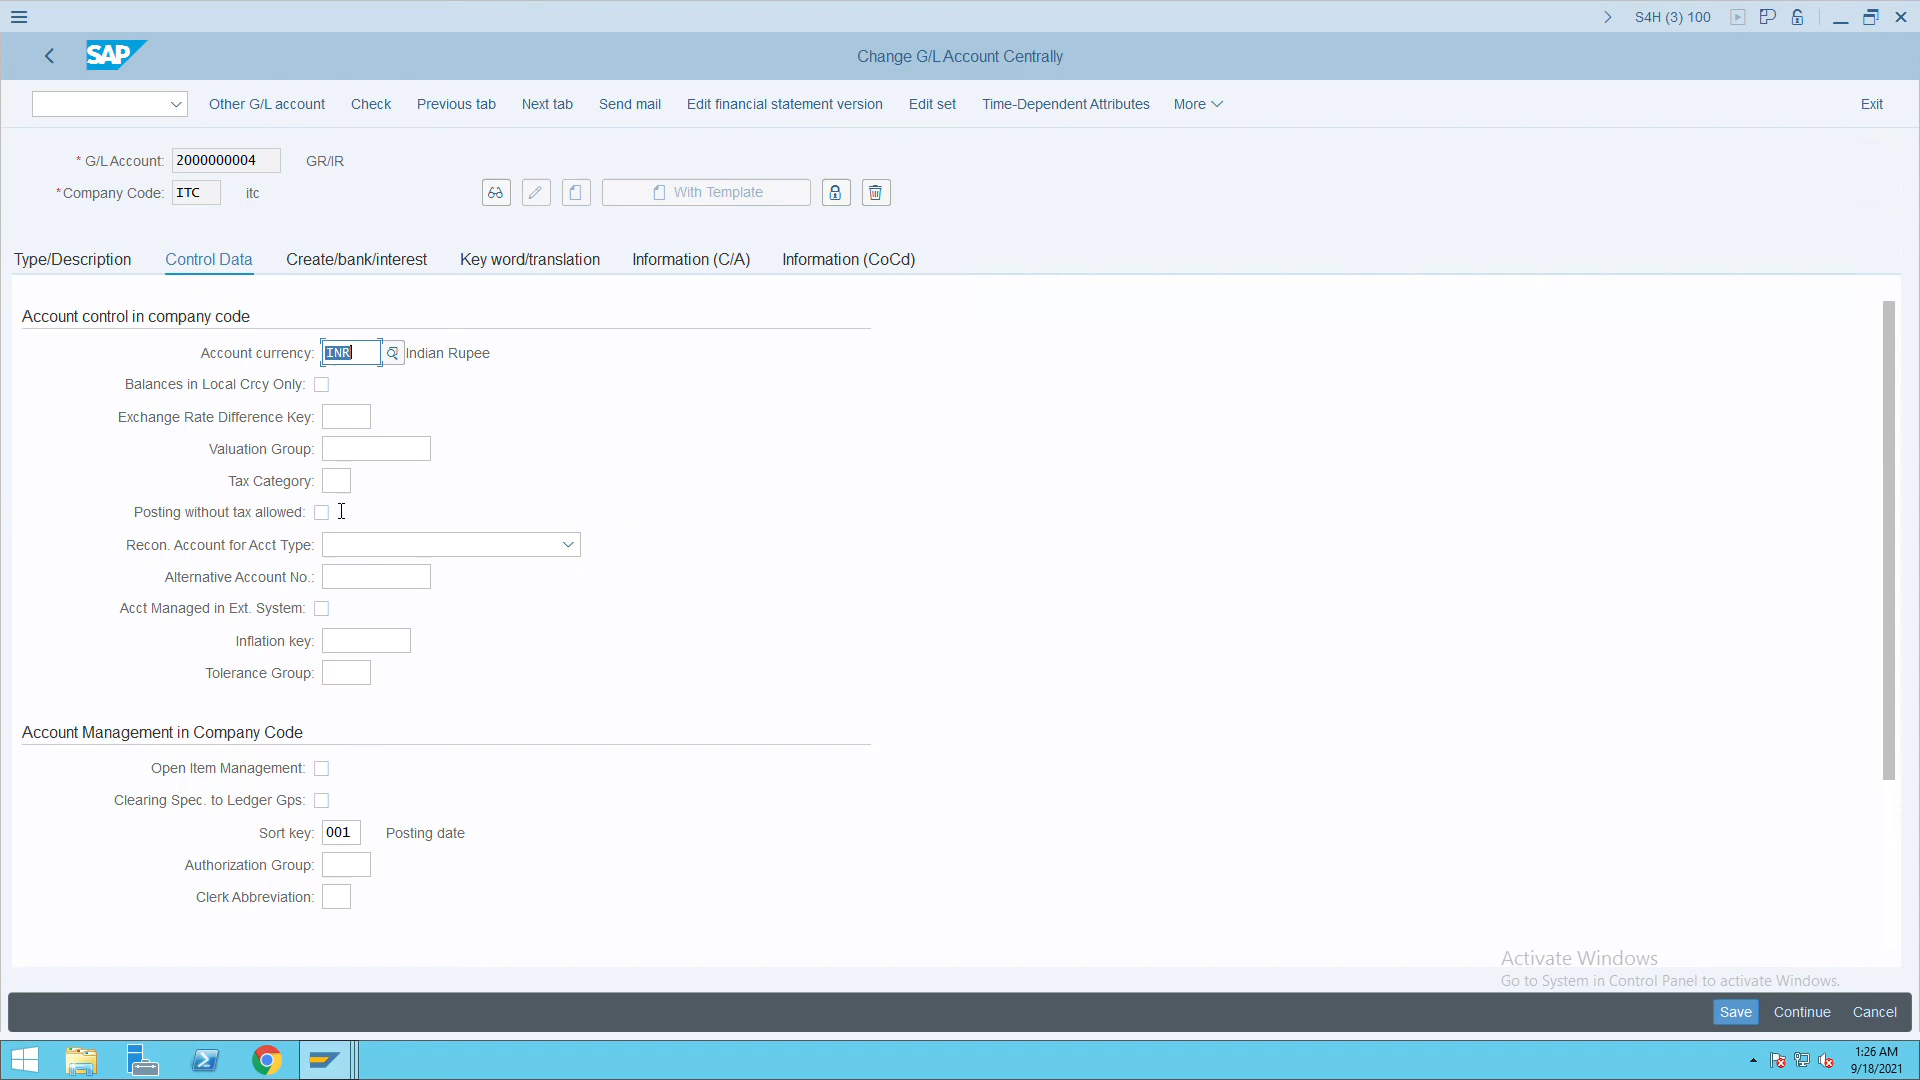 S4H (3) 100
SAP
Change G/L Account Centrally
Other G/L account Check Previous tab Next tab Send mail Edit financial statement version Edit set Time-Dependent Attributes More Exit
* G/L Account: 2000000004 GR/IR
* Company Code: ITC itc
With Template
Type/Description Control Data Create/bank/interest Key word/translation Information (C/A) Information (CoCd)
Account control in company code
Account currency: INR Indian Rupee
Balances in Local Crcy Only:
Exchange Rate Difference Key:
Valuation Group:
Tax Category:
Posting without tax allowed:
Recon. Account for Acct Type:
Alternative Account No.:
Acct Managed in Ext. System:
Inflation key:
Tolerance Group:
Account Management in Company Code
Open Item Management:
Clearing Spec. to Ledger Gps:
Sort key: 001 Posting date
Authorization Group:
Clerk Abbreviation:
Activate Windows
Go to System in Control Panel to activate Windows.
Save Continue Cancel
1:26 AM
9/18/2021